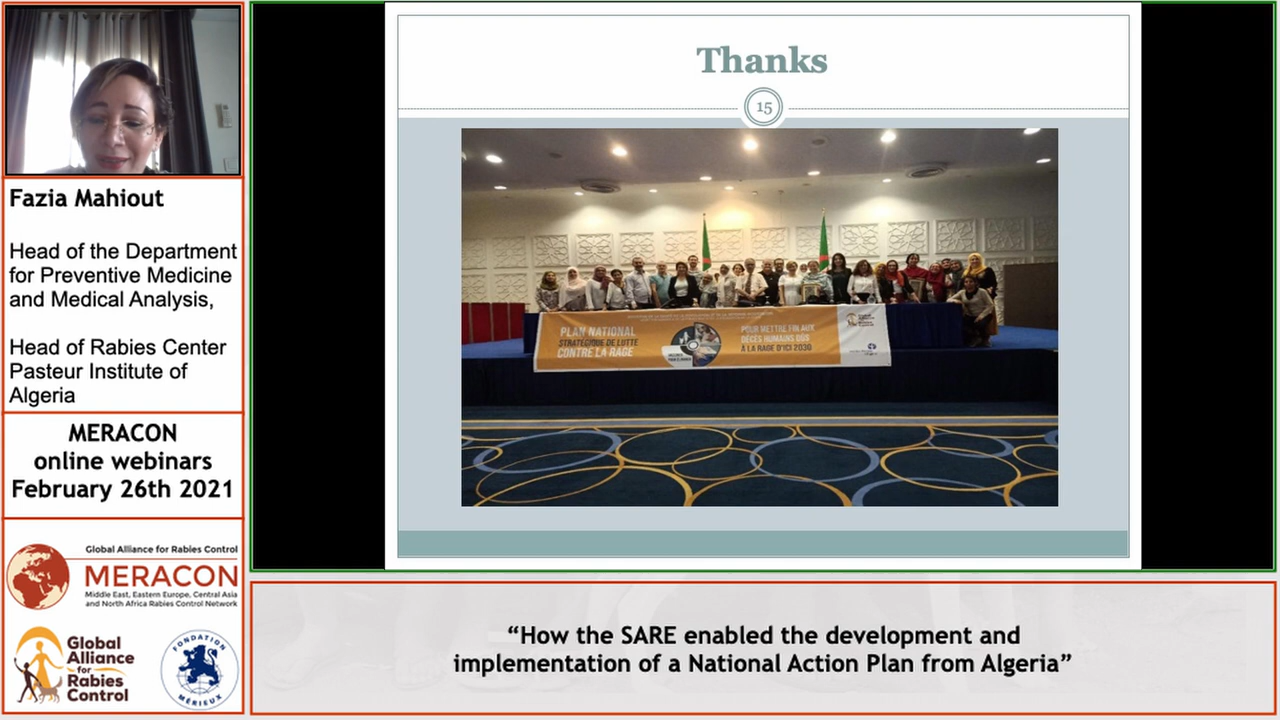 Fazia Mahiout
Head of the Department
for Preventive Medicine
and Medical Analysis,
Head of Rabies Center
Pasteur Institute of
Algeria
MERACON
online webinars
February 26th 2021
Global Alliance for Rabies Control
MERACON
Middle East, Eastern Europe, Central Asia
and North Africa Rabies Control Network
Global
Alliance
for
Rabies
Control
FONDATION
MÉRIEUX
Thanks
15
PLAN NATIONAL
STRATÉGIQUE DE LUTTE
CONTRE LA RAGE
POUR METTRE FIN AUX
DÉCÈS HUMAINS DÛS
À LA RAGE D'ICI 2030
“How the SARE enabled the development and
implementation of a National Action Plan from Algeria”